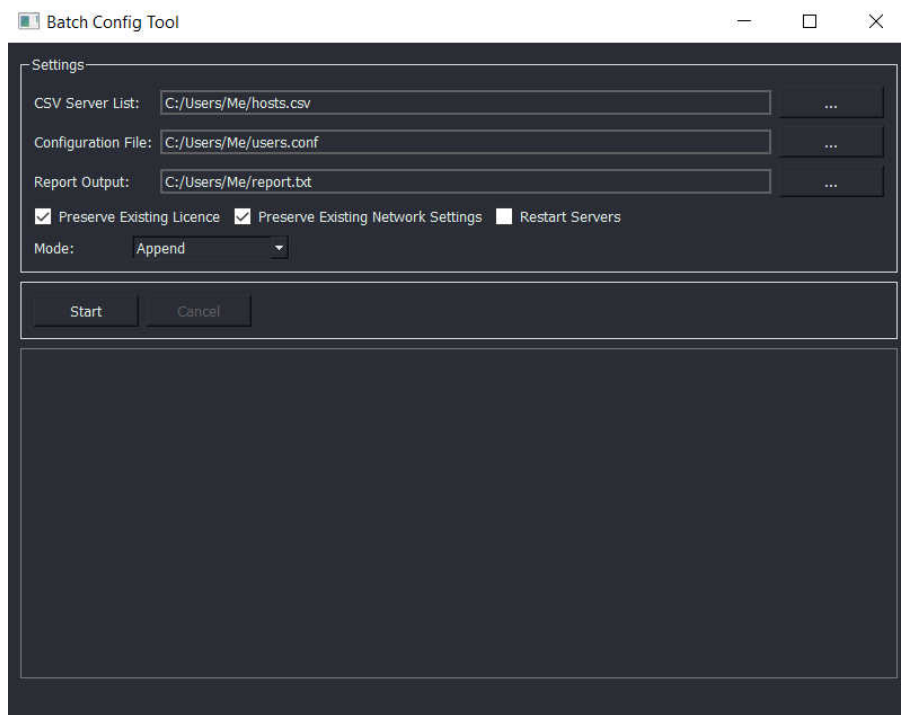 Batch Config Tool
Settings
CSV Server List: C:/Users/Me/hosts.csv ...
Configuration File: C:/Users/Me/users.conf ...
Report Output: C:/Users/Me/report.txt ...
Preserve Existing Licence Preserve Existing Network Settings Restart Servers
Mode: Append
Start Cancel